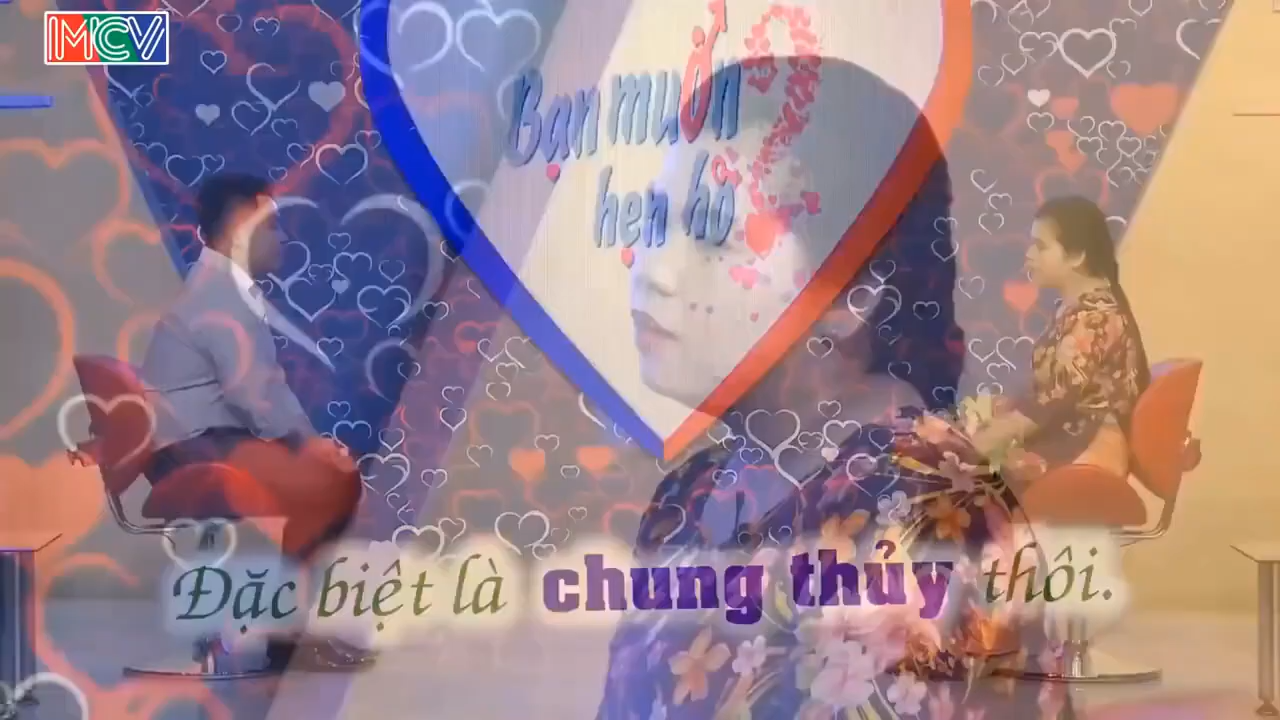 MCV
Bạn muốn
hẹn hò
Đặc biệt là chung thủy thôi.